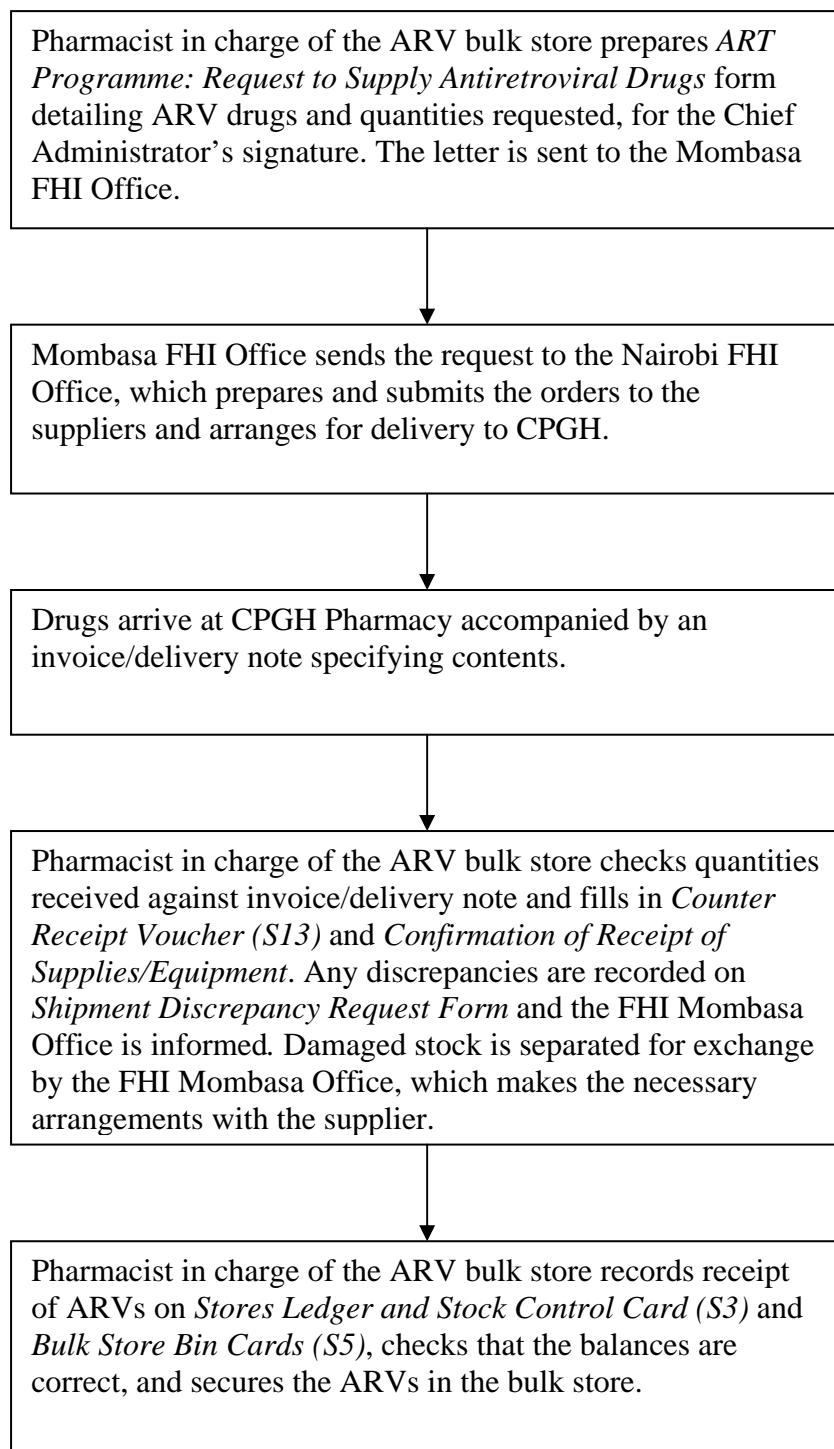 Pharmacist in charge of the ARV bulk store prepares ART
Programme: Request to Supply Antiretroviral Drugs form
detailing ARV drugs and quantities requested, for the Chief
Administrator’s signature. The letter is sent to the Mombasa
FHI Office.
Mombasa FHI Office sends the request to the Nairobi FHI
Office, which prepares and submits the orders to the
suppliers and arranges for delivery to CPGH.
Drugs arrive at CPGH Pharmacy accompanied by an
invoice/delivery note specifying contents.
Pharmacist in charge of the ARV bulk store checks quantities
received against invoice/delivery note and fills in Counter
Receipt Voucher (S13) and Confirmation of Receipt of
Supplies/Equipment. Any discrepancies are recorded on
Shipment Discrepancy Request Form and the FHI Mombasa
Office is informed. Damaged stock is separated for exchange
by the FHI Mombasa Office, which makes the necessary
arrangements with the supplier.
Pharmacist in charge of the ARV bulk store records receipt
of ARVs on Stores Ledger and Stock Control Card (S3) and
Bulk Store Bin Cards (S5), checks that the balances are
correct, and secures the ARVs in the bulk store.